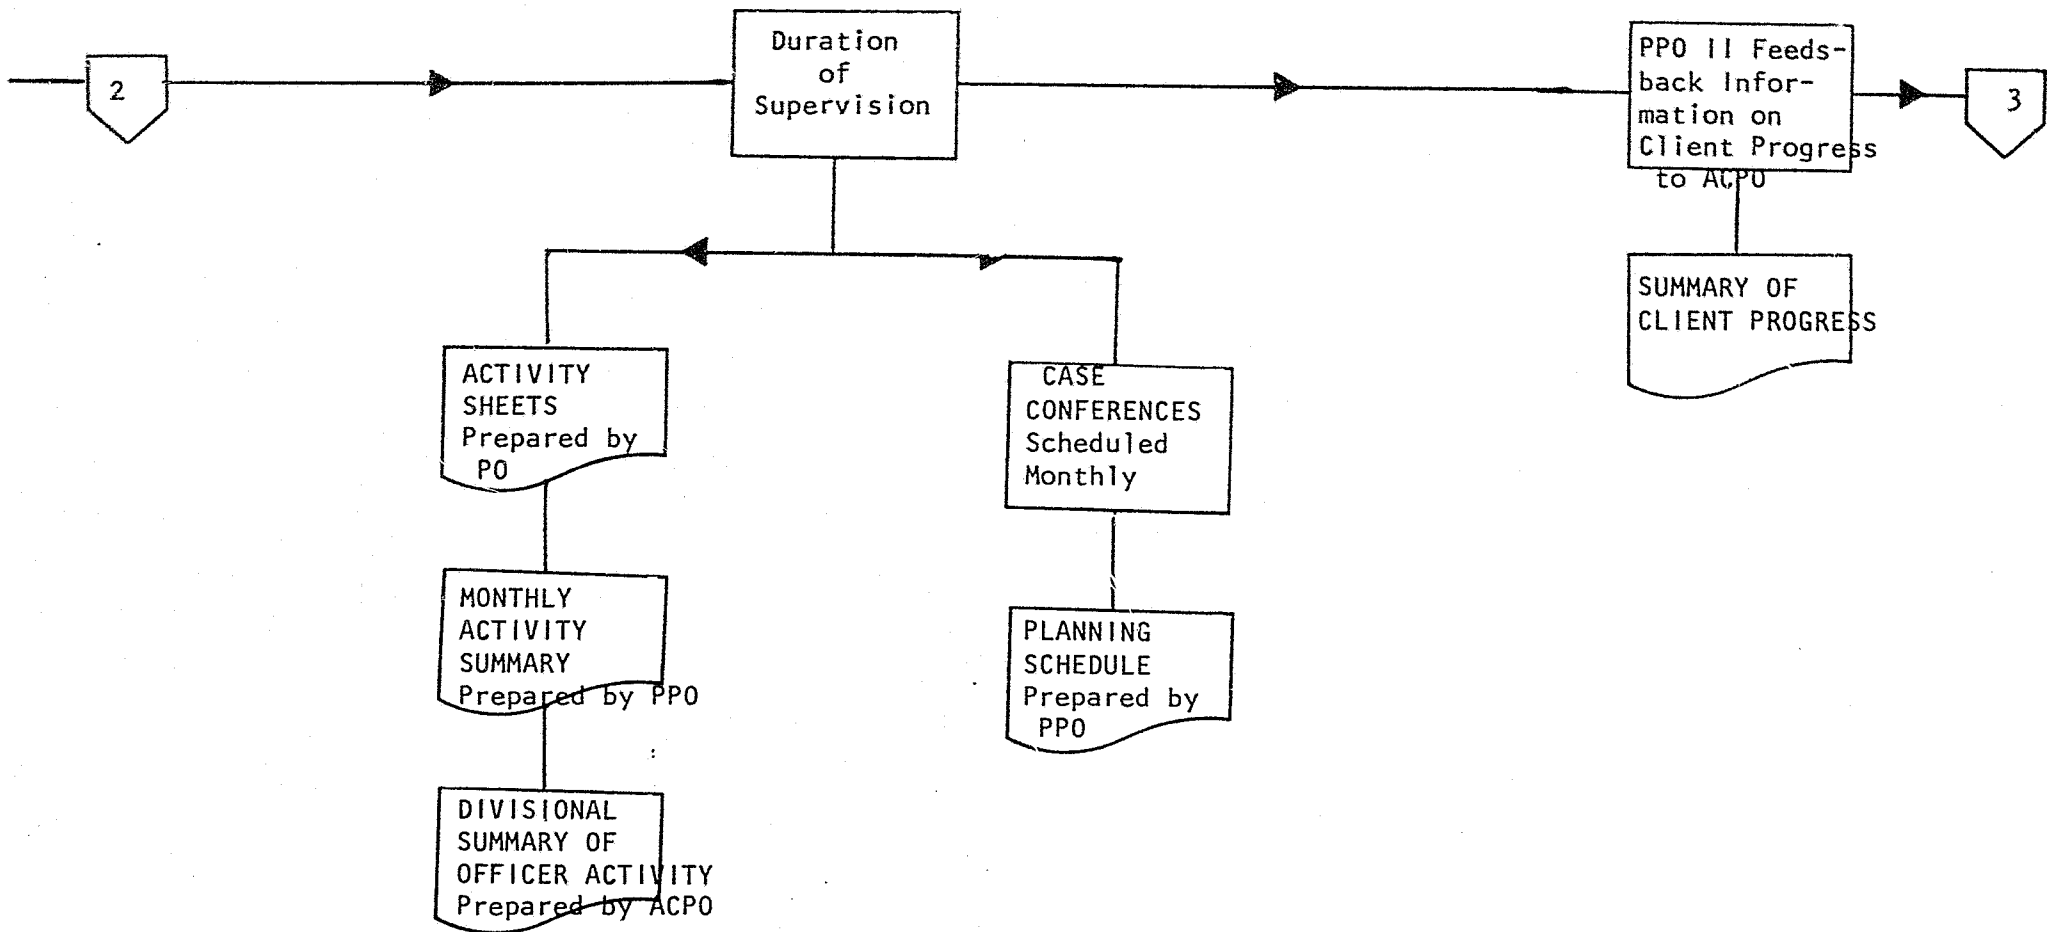 2
Duration
of
Supervision
PPO II Feeds-
back Infor-
mation on
Client Progress
to ACPO
3
SUMMARY OF
CLIENT PROGRESS
ACTIVITY
SHEETS
Prepared by
PO
CASE
CONFERENCES
Scheduled
Monthly
MONTHLY
ACTIVITY
SUMMARY
Prepared by PPO
PLANNING
SCHEDULE
Prepared by
PPO
DIVISIONAL
SUMMARY OF
OFFICER ACTIVITY
Prepared by ACPO